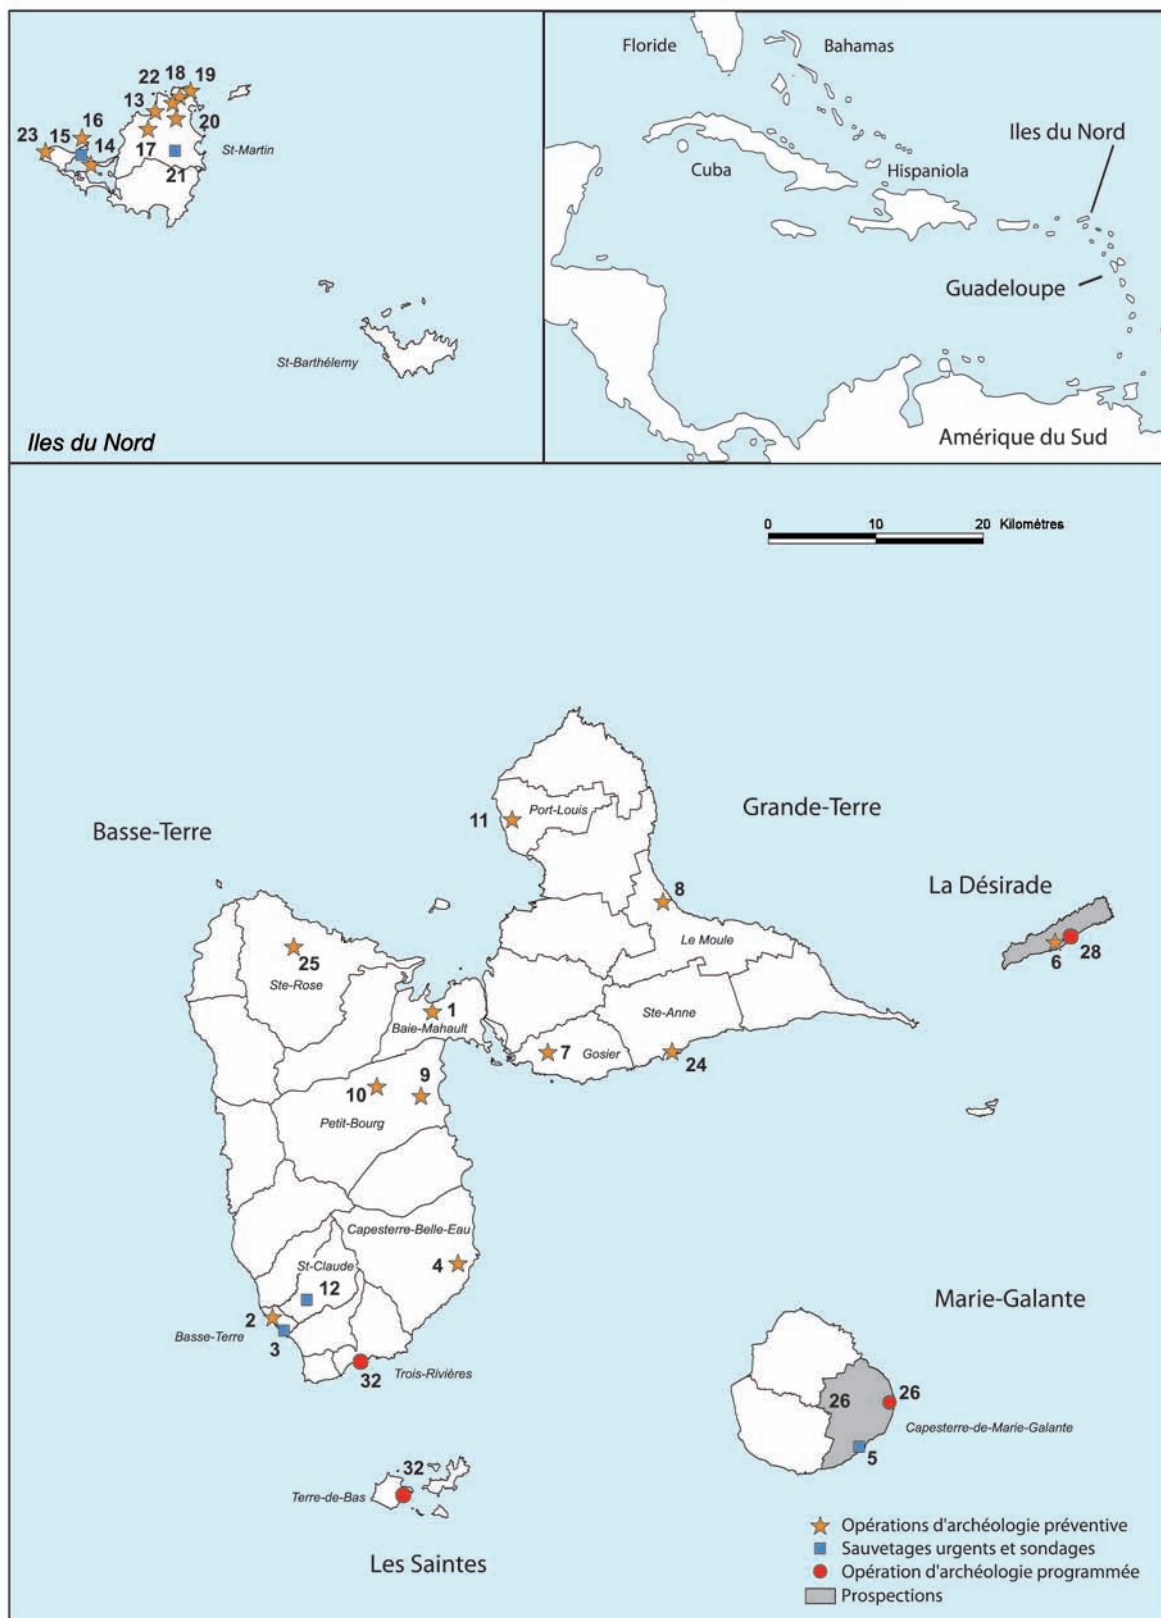 22 18 19
13
16
23 15 14
20
17
21
St-Martin
St-Barthélemy
Iles du Nord
Floride
Bahamas
Iles du Nord
Cuba
Hispaniola
Guadeloupe
Amérique du Sud
0 10 20 Kilomètres
Basse-Terre
11
Port-Louis
Grande-Terre
8
La Désirade
Le Moule
6 28
25
Ste-Rose
1
Baie-Mahault
Ste-Anne
7 Gosier
24
10 9
Petit-Bourg
Capesterre-Belle-Eau
4
St-Claude
12
2
Basse-Terre
3
Trois-Rivières
32
Marie-Galante
26 26
Capesterre-de-Marie-Galante
5
32
Terre-de-Bas
Les Saintes
Opérations d'archéologie préventive
Sauvetages urgents et sondages
Opération d'archéologie programmée
Prospections